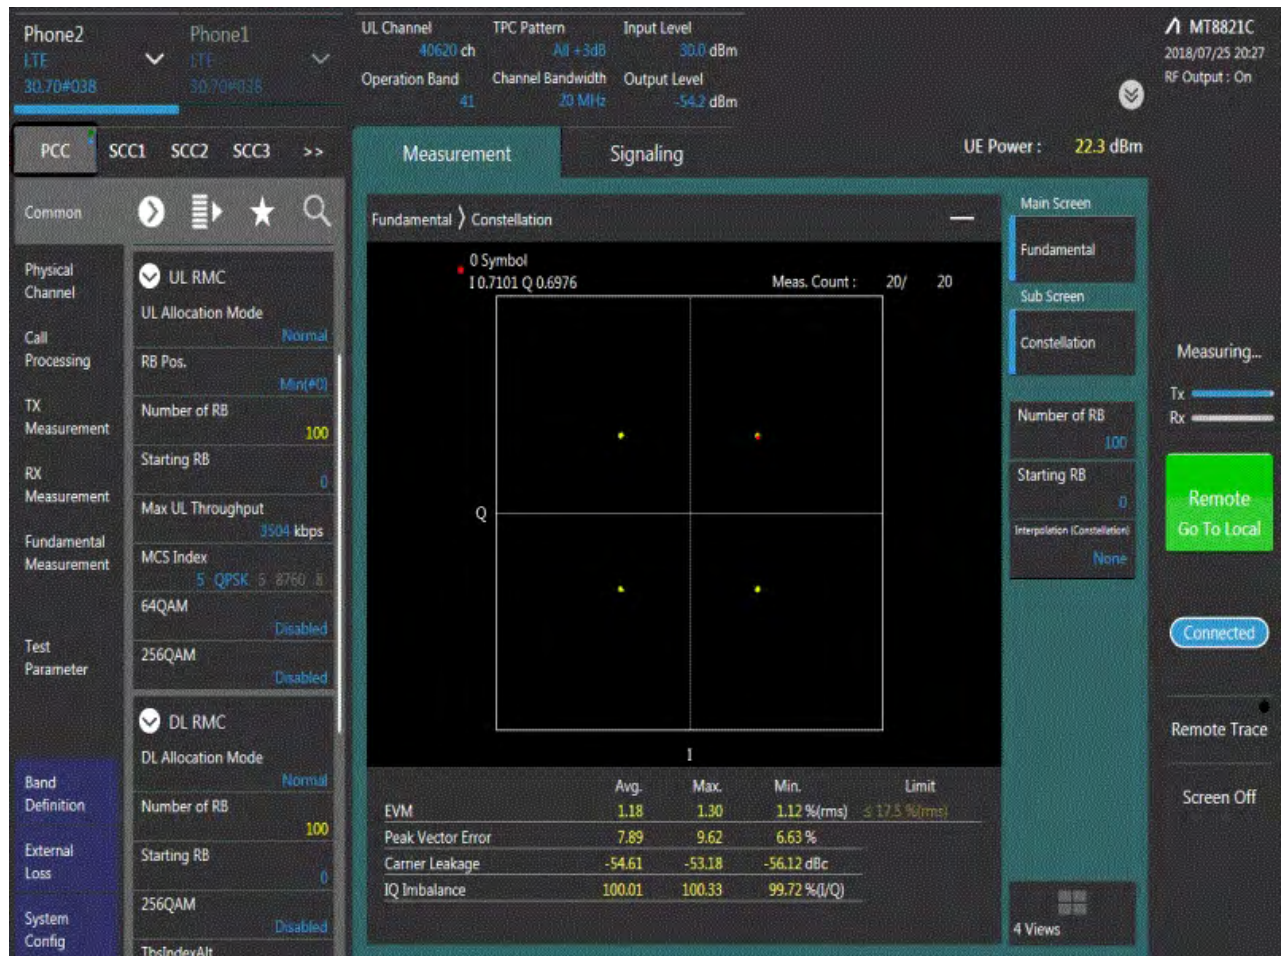 Phone2
LTE
30.70#038
Phone1
LTE
30.70#038
UL Channel
40620 ch
TPC Pattern
All +3dB
Input Level
30.0 dBm
Operation Band
41
Channel Bandwidth
20 MHz
Output Level
-54.2 dBm
MT8821C
2018/07/25 20:27
RF Output : On
PCC SCC1 SCC2 SCC3 >>
Measurement
Signaling
UE Power : 22.3 dBm
Common
Physical
Channel
Call
Processing
TX
Measurement
RX
Measurement
Fundamental
Measurement
Test
Parameter
Band
Definition
External
Loss
System
Config
UL RMC
UL Allocation Mode
Normal
RB Pos.
Min(#0)
Number of RB
100
Starting RB
0
Max UL Throughput
3504 kbps
MCS Index
5 QPSK 5 8760 8
64QAM
Disabled
256QAM
Disabled
DL RMC
DL Allocation Mode
Normal
Number of RB
100
Starting RB
0
256QAM
Disabled
TbsIndexAlt
Fundamental 〉 Constellation
0 Symbol
I 0.7101 Q 0.6976
Meas. Count : 20/ 20
Q
I
Avg. Max. Min. Limit
EVM 1.18 1.30 1.12 %(rms) ≤ 17.5 %(rms)
Peak Vector Error 7.89 9.62 6.63 %
Carrier Leakage -54.61 -53.18 -56.12 dBc
IQ Imbalance 100.01 100.33 99.72 %(I/Q)
Main Screen
Fundamental
Sub Screen
Constellation
Number of RB
100
Starting RB
0
Interpolation (Constellation)
None
4 Views
Measuring...
Tx
Rx
Remote
Go To Local
Connected
Remote Trace
Screen Off